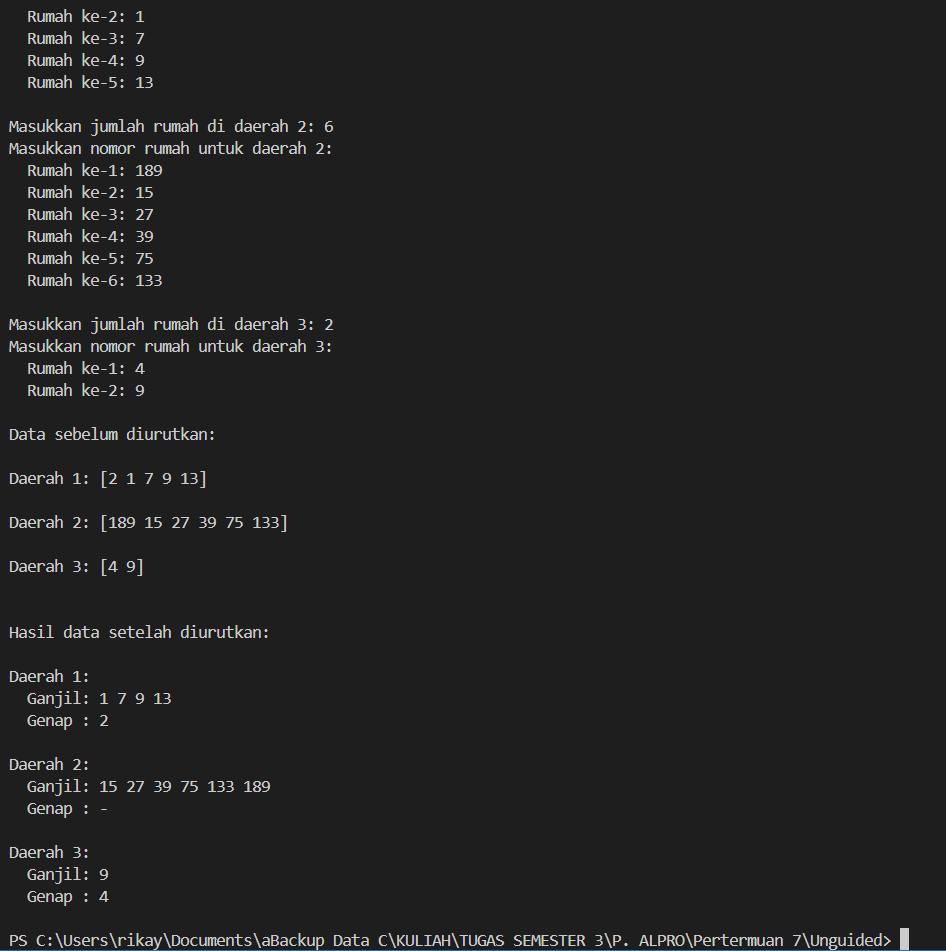 Rumah ke-2: 1
Rumah ke-3: 7
Rumah ke-4: 9
Rumah ke-5: 13
Masukkan jumlah rumah di daerah 2: 6
Masukkan nomor rumah untuk daerah 2:
Rumah ke-1: 189
Rumah ke-2: 15
Rumah ke-3: 27
Rumah ke-4: 39
Rumah ke-5: 75
Rumah ke-6: 133
Masukkan jumlah rumah di daerah 3: 2
Masukkan nomor rumah untuk daerah 3:
Rumah ke-1: 4
Rumah ke-2: 9
Data sebelum diurutkan:
Daerah 1: [2 1 7 9 13]
Daerah 2: [189 15 27 39 75 133]
Daerah 3: [4 9]
Hasil data setelah diurutkan:
Daerah 1:
Ganjil: 1 7 9 13
Genap : 2
Daerah 2:
Ganjil: 15 27 39 75 133 189
Genap : -
Daerah 3:
Ganjil: 9
Genap : 4
PS C:\Users\rikay\Documents\aBackup Data C\KULIAH\TUGAS SEMESTER 3\P. ALPRO\Pertermuan 7\Unguided>